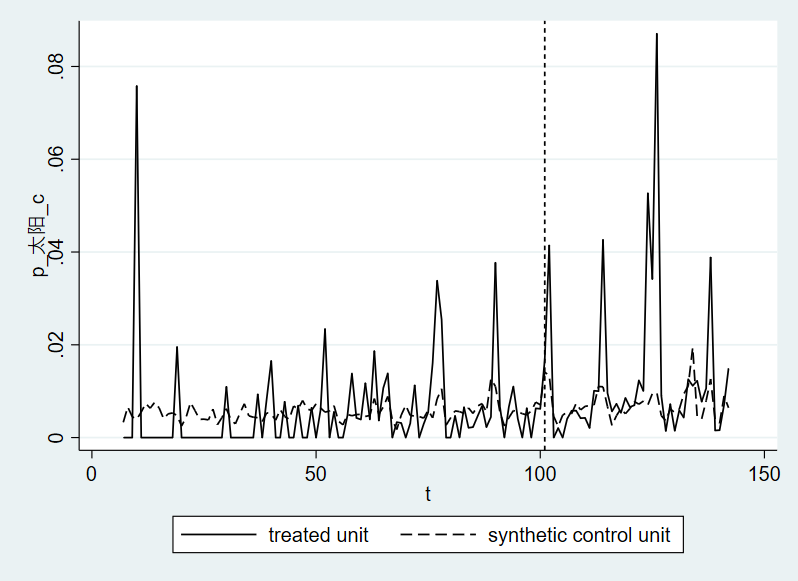 p_太阳_c
.08
.06
.04
.02
0
0
50
100
150
t
treated unit
synthetic control unit